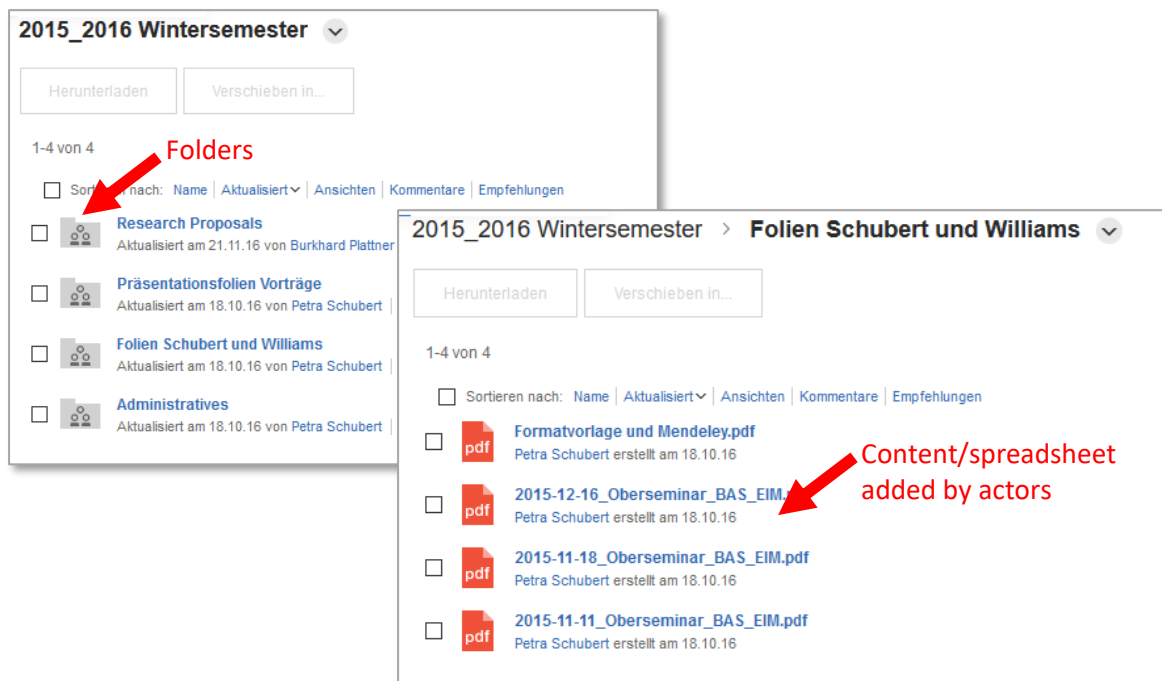 2015_2016 Wintersemester
Herunterladen
Verschieben in...
1-4 von 4
Folders
nach: Name | Aktualisiert | Ansichten | Kommentare | Empfehlungen
Research Proposals
Aktualisiert am 21.11.16 von Burkhard Plattner
Präsentationsfolien Vorträge
Aktualisiert am 18.10.16 von Petra Schubert |
Folien Schubert und Williams
Aktualisiert am 18.10.16 von Petra Schubert |
Administratives
Aktualisiert am 18.10.16 von Petra Schubert |
2015_2016 Wintersemester > Folien Schubert und Williams
Herunterladen
Verschieben in...
1-4 von 4
Sortieren nach: Name | Aktualisiert | Ansichten | Kommentare | Empfehlungen
pdf
Formatvorlage und Mendeley.pdf
Petra Schubert erstellt am 18.10.16
pdf
2015-12-16_Oberseminar_BAS_EIM.
Petra Schubert erstellt am 18.10.16
Content/spreadsheet
added by actors
pdf
2015-11-18_Oberseminar_BAS_EIM.pdf
Petra Schubert erstellt am 18.10.16
pdf
2015-11-11_Oberseminar_BAS_EIM.pdf
Petra Schubert erstellt am 18.10.16